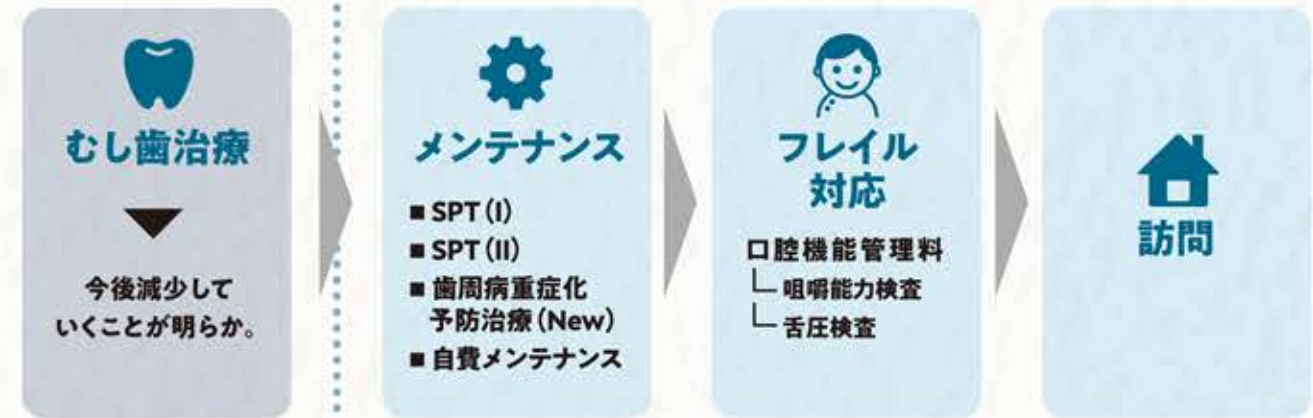 むし歯治療
今後減少して
いくことが明らか。
メンテナンス
■ SPT(I)
■ SPT(II)
■ 歯周病重症化
予防治療(New)
■ 自費メンテナンス
フレイル
対応
口腔機能管理料
咀嚼能力検査
舌圧検査
訪問